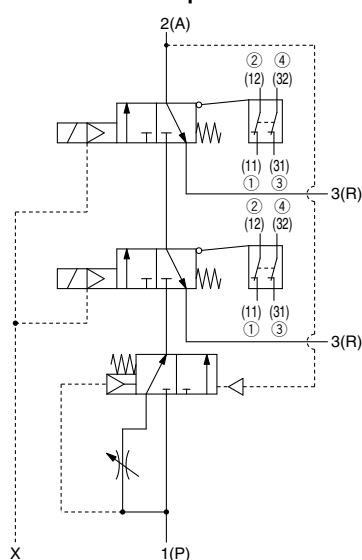 2(A)
② ④
(12) (32)
(11) (31)
① ③
3(R)
② ④
(12) (32)
(11) (31)
① ③
3(R)
X 1(P)